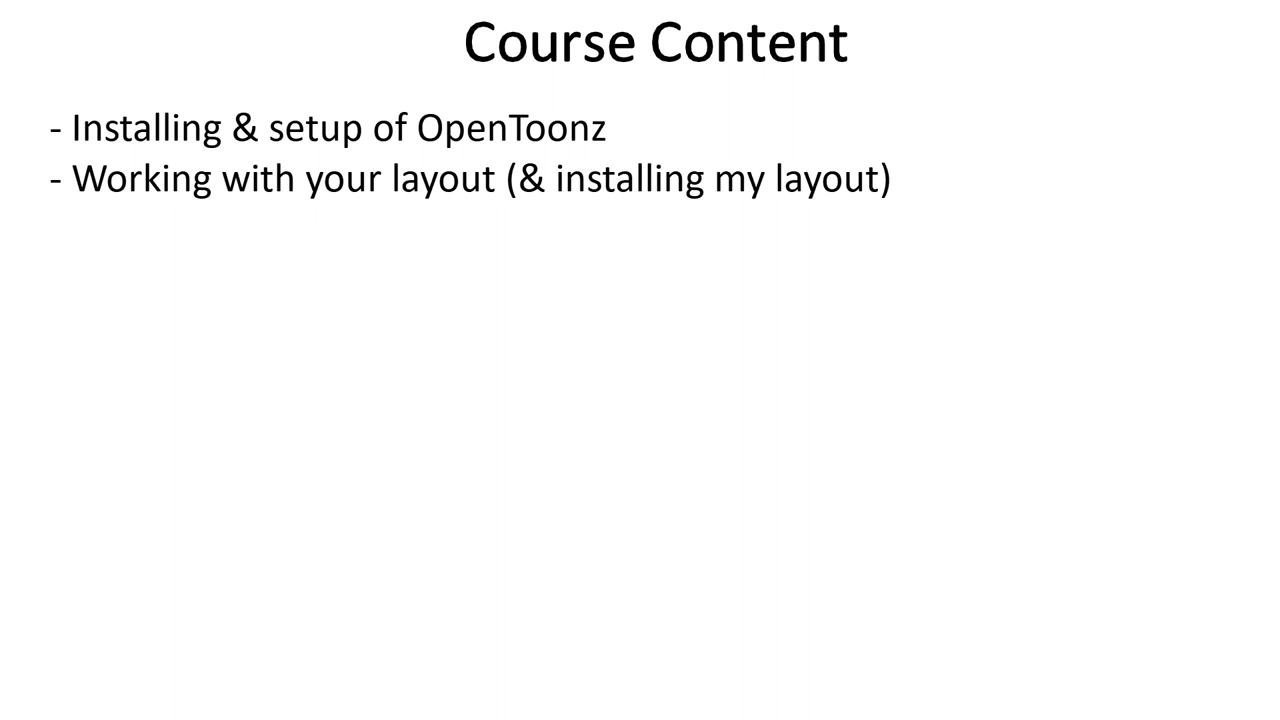 Course Content
- Installing & setup of OpenToonz
- Working with your layout (& installing my layout)